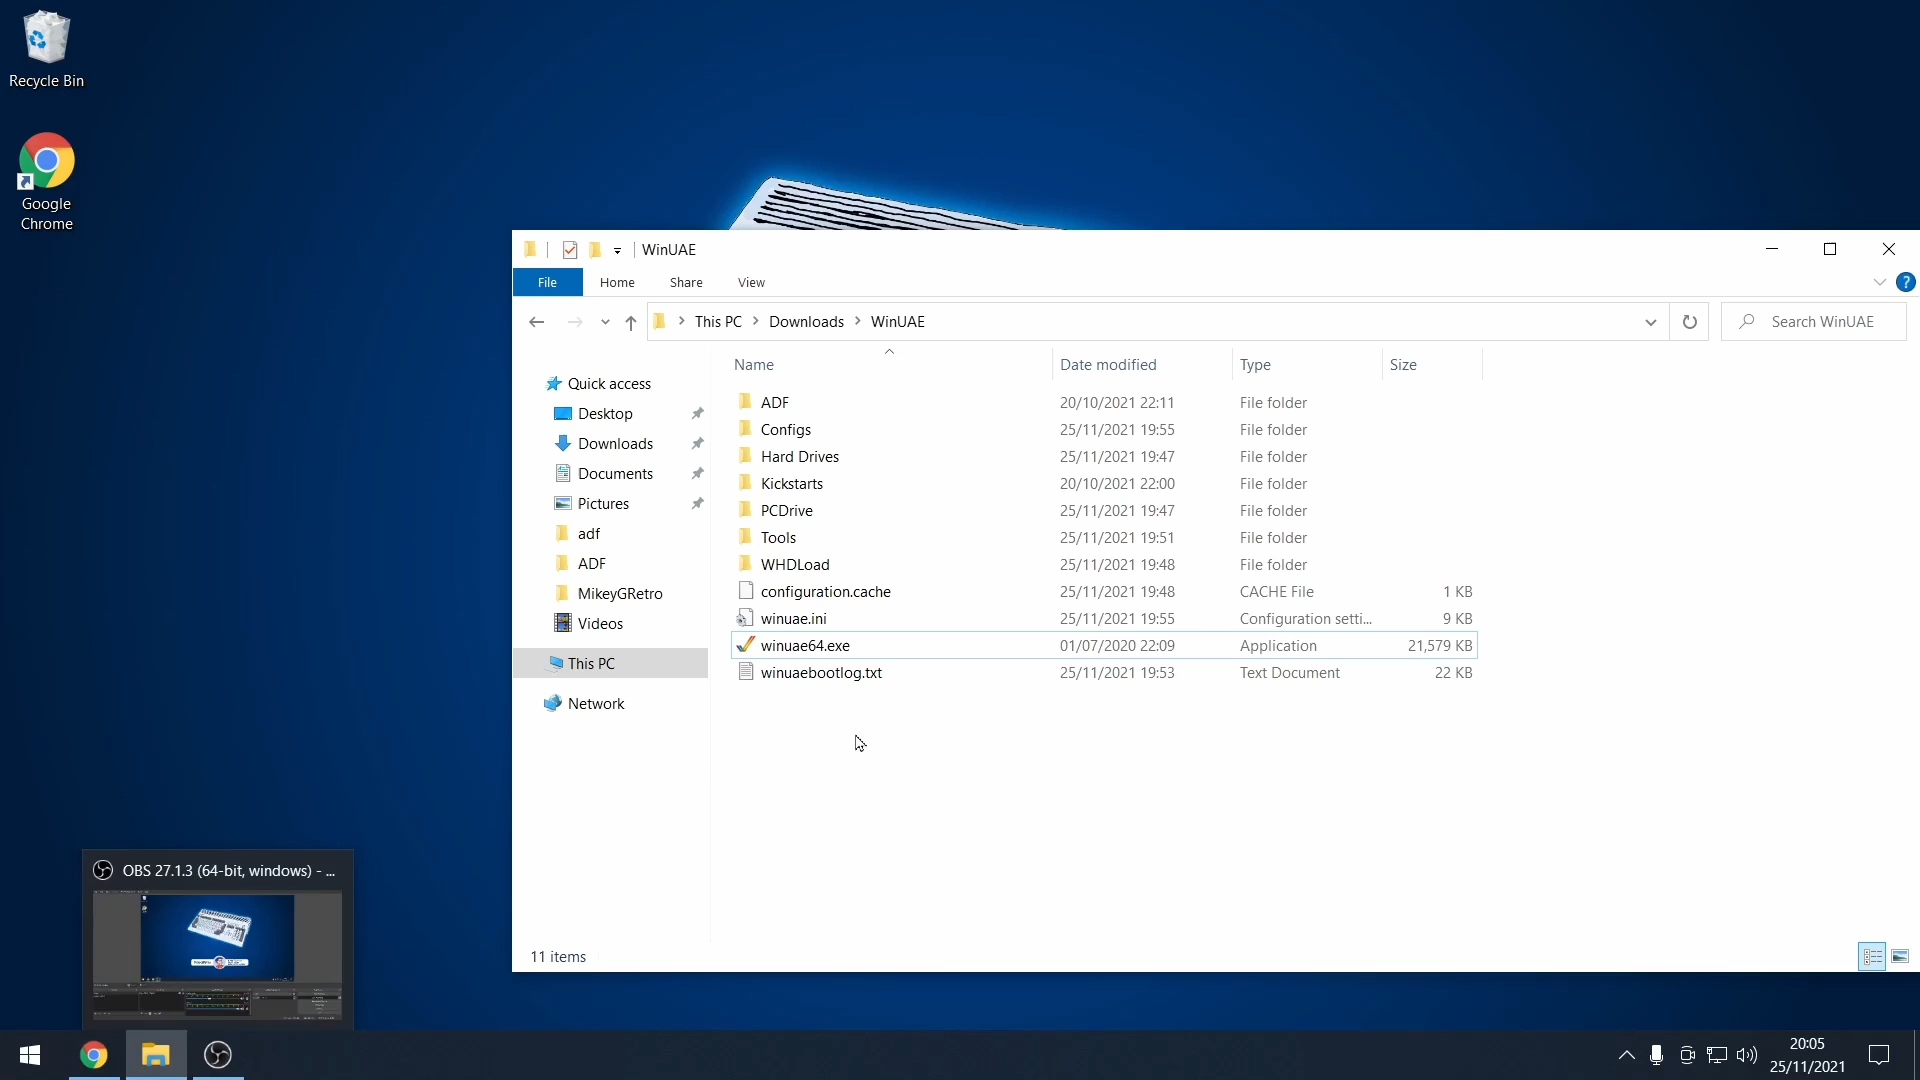 Recycle Bin
Google
Chrome
WinUAE
File Home Share View
This PC Downloads WinUAE
Search WinUAE
Name Date modified Type Size
Quick access
Desktop
Downloads
Documents
Pictures
adf
ADF
MikeyGRetro
Videos
This PC
Network
ADF 20/10/2021 22:11 File folder
Configs 25/11/2021 19:55 File folder
Hard Drives 25/11/2021 19:47 File folder
Kickstarts 20/10/2021 22:00 File folder
PCDrive 25/11/2021 19:47 File folder
Tools 25/11/2021 19:51 File folder
WHDLoad 25/11/2021 19:48 File folder
configuration.cache 25/11/2021 19:48 CACHE File 1 KB
winuae.ini 25/11/2021 19:55 Configuration setti... 9 KB
winuae64.exe 01/07/2020 22:09 Application 21,579 KB
winuaebootlog.txt 25/11/2021 19:53 Text Document 22 KB
11 items
OBS 27.1.3 (64-bit, windows) - ...
20:05
25/11/2021